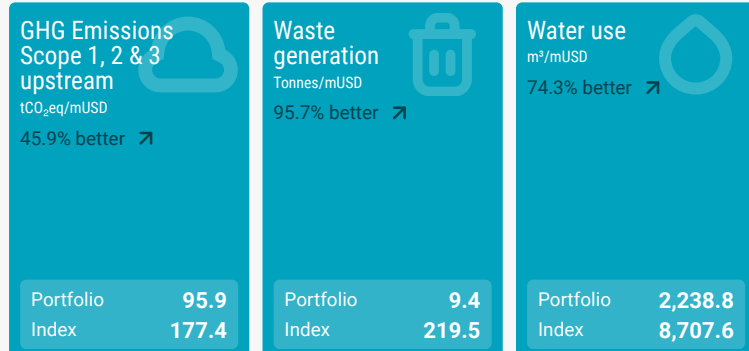 GHG Emissions
Scope 1, 2 & 3
upstream
tCO₂eq/mUSD
45.9% better
Portfolio 95.9
Index 177.4
Waste
generation
Tonnes/mUSD
95.7% better
Portfolio 9.4
Index 219.5
Water use
m³/mUSD
74.3% better
Portfolio 2,238.8
Index 8,707.6